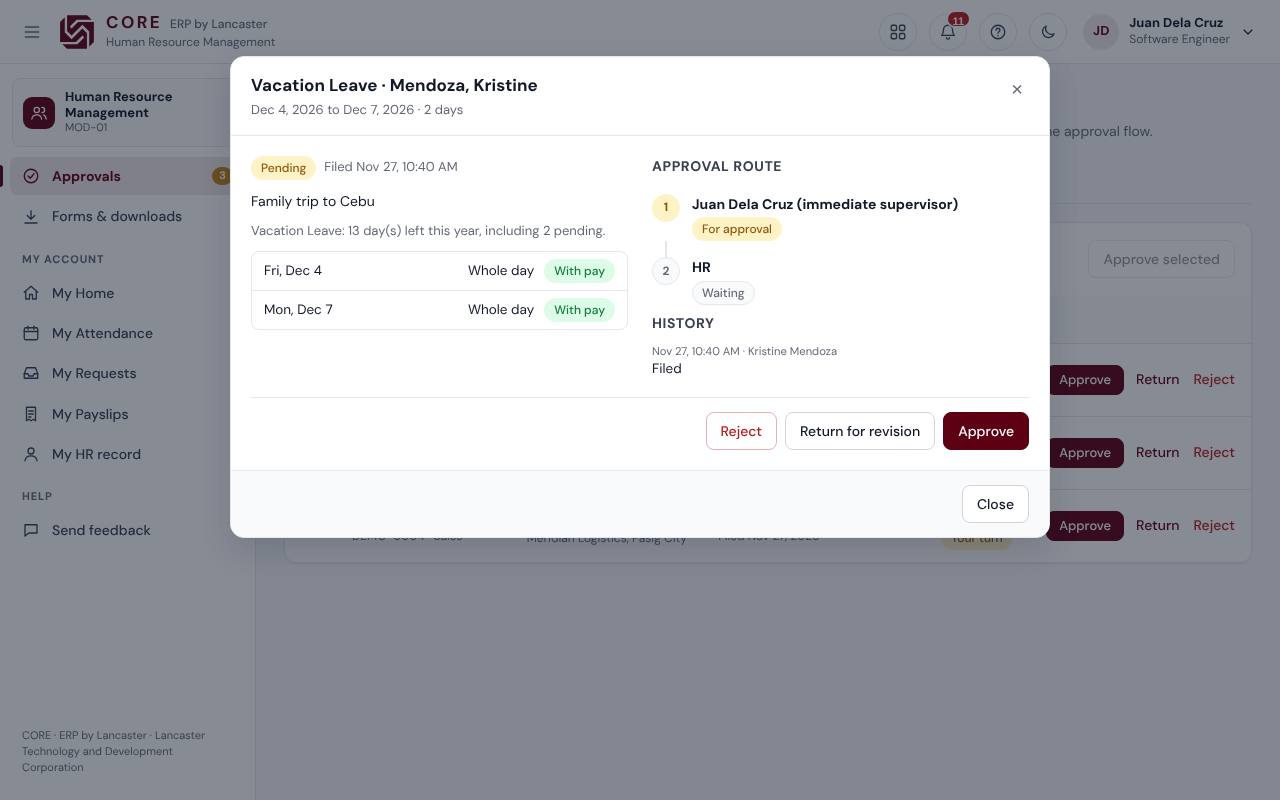 CORE ERP by Lancaster
Human Resource Management
11
JD
Juan Dela Cruz
Software Engineer
Human Resource
Management
MOD-01
Approvals 3
Forms & downloads
MY ACCOUNT
My Home
My Attendance
My Requests
My Payslips
My HR record
HELP
Send feedback
CORE · ERP by Lancaster · Lancaster
Technology and Development
Corporation
approval flow.
Approve selected
Approve Return Reject
Approve Return Reject
Approve Return Reject
Meridian Logistics, Pasig City
Your turn
Vacation Leave · Mendoza, Kristine
Dec 4, 2026 to Dec 7, 2026 · 2 days
Pending Filed Nov 27, 10:40 AM
Family trip to Cebu
Vacation Leave: 13 day(s) left this year, including 2 pending.
Fri, Dec 4 Whole day With pay
Mon, Dec 7 Whole day With pay
APPROVAL ROUTE
1 Juan Dela Cruz (immediate supervisor)
For approval
2 HR
Waiting
HISTORY
Nov 27, 10:40 AM · Kristine Mendoza
Filed
Reject Return for revision Approve
Close